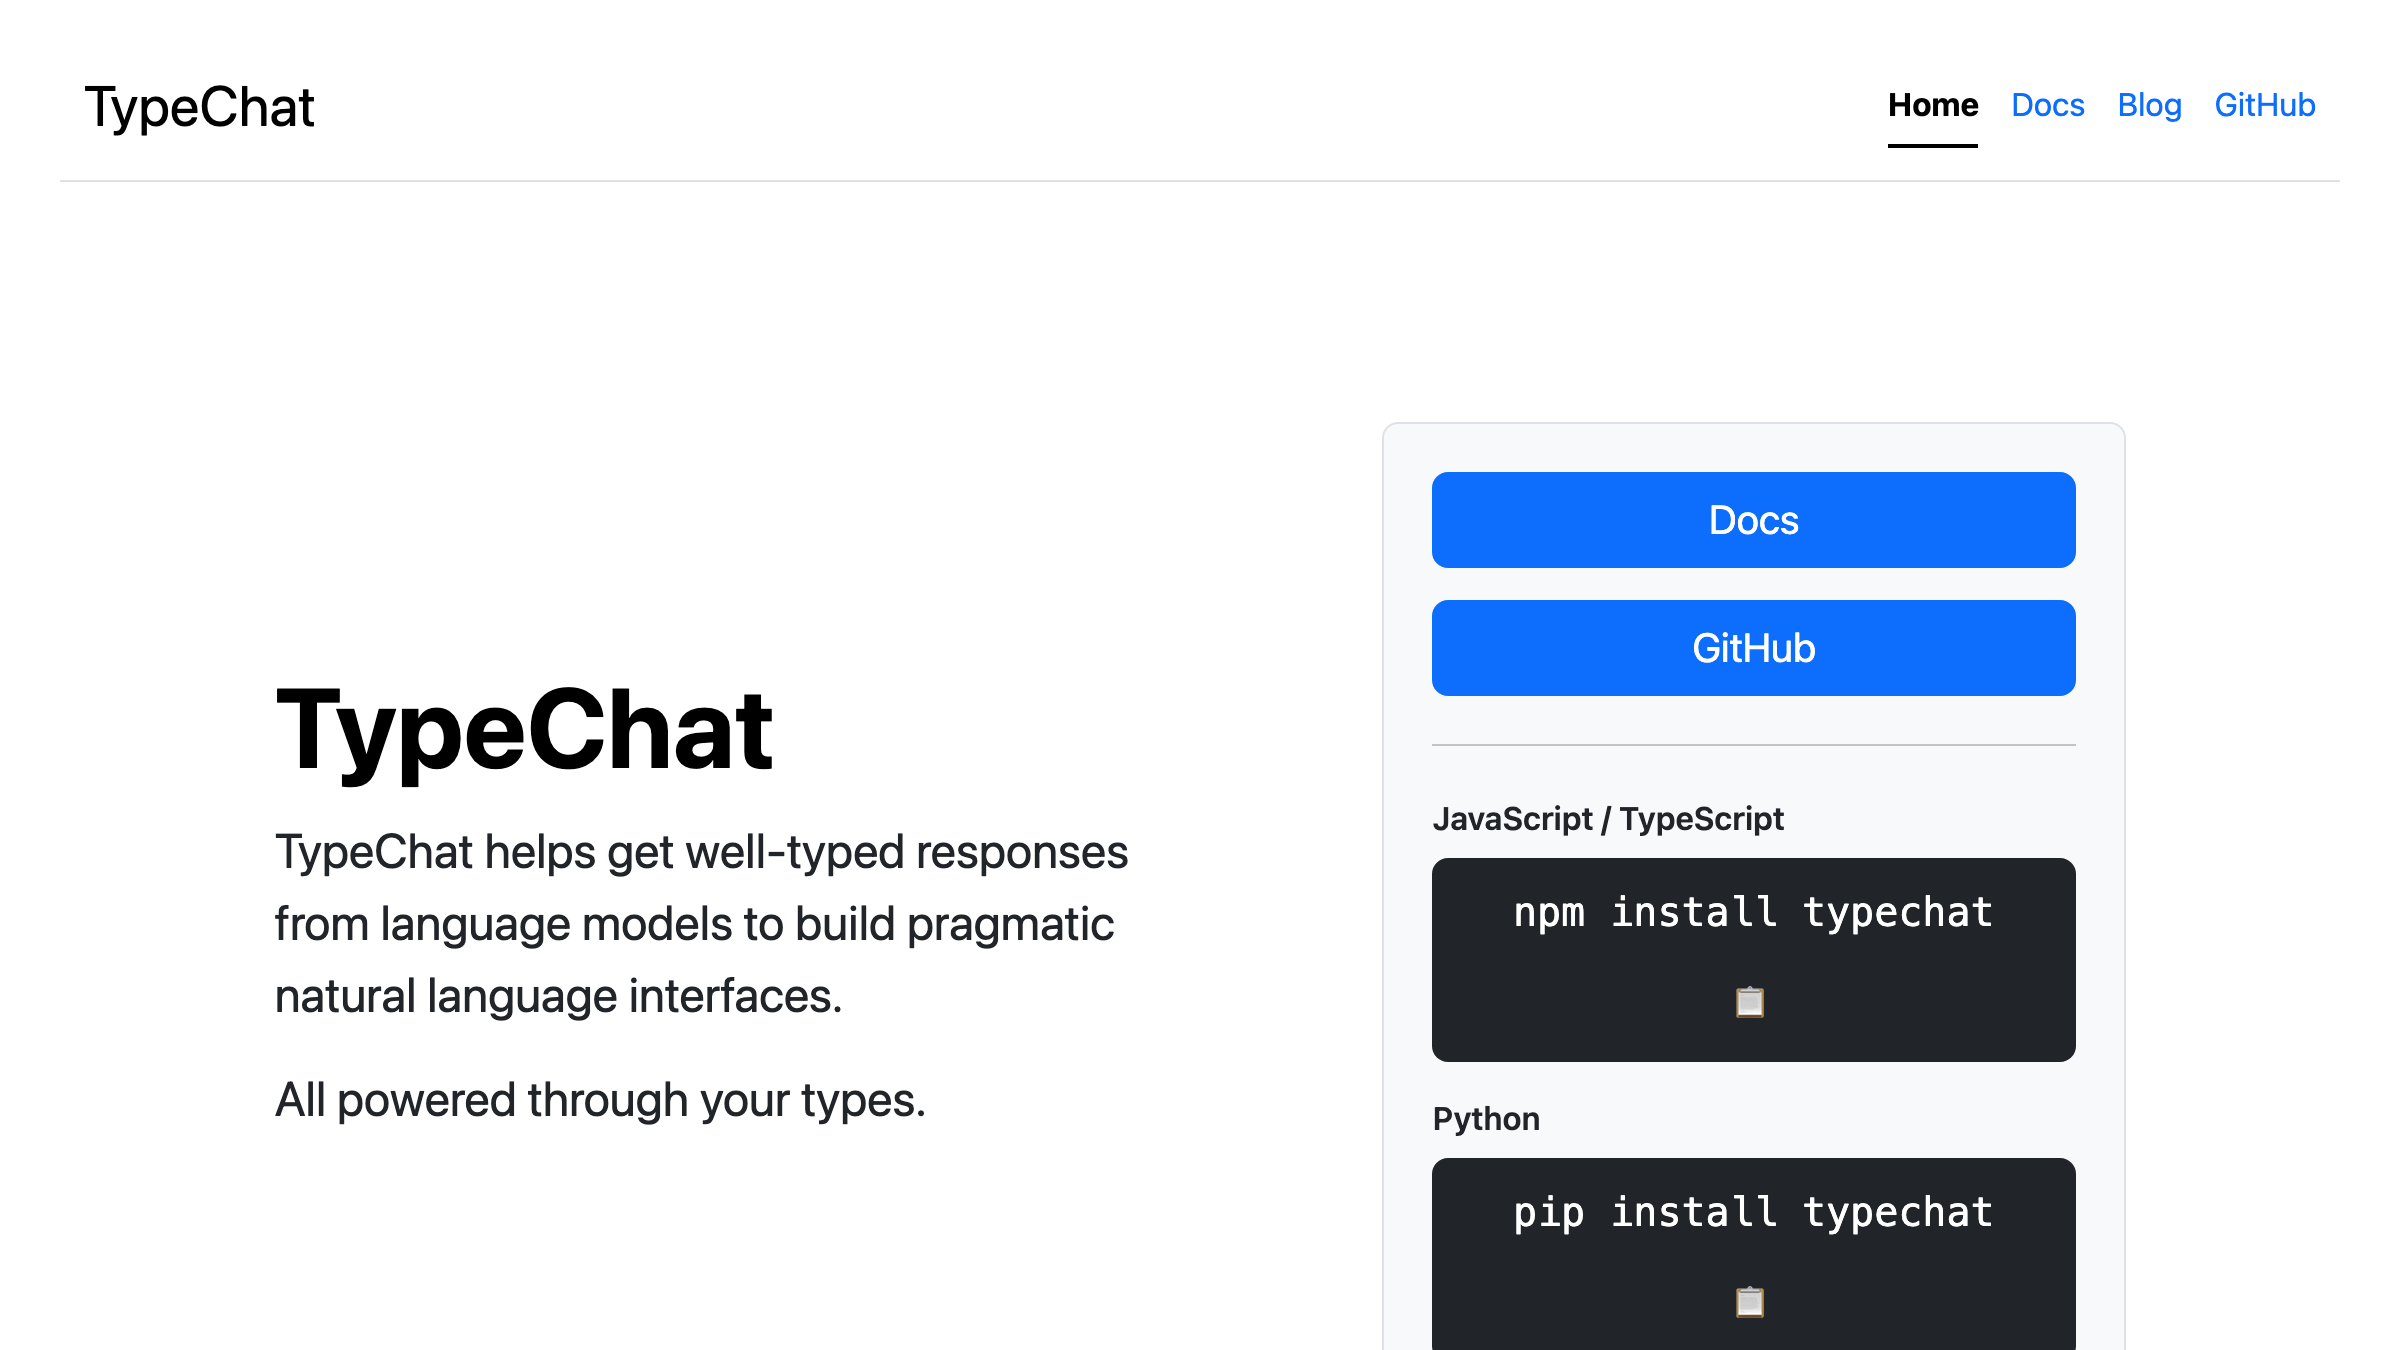 TypeChat
Home Docs Blog GitHub
TypeChat
TypeChat helps get well-typed responses
from language models to build pragmatic
natural language interfaces.
All powered through your types.
Docs
GitHub
JavaScript / TypeScript
npm install typechat
Python
pip install typechat